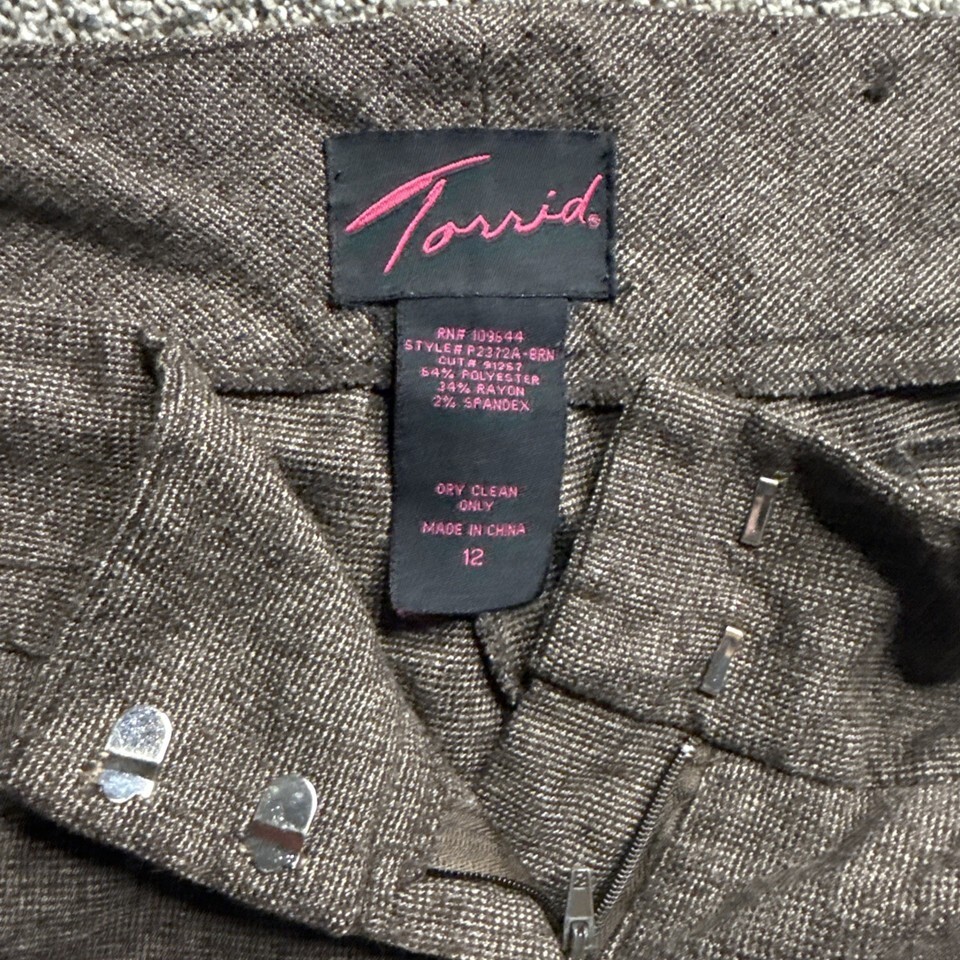 Torrid®
RN# 109644
STYLE# P2372A-BRN
CUT# 91267
64% POLYESTER
34% RAYON
2% SPANDEX
DRY CLEAN
ONLY
MADE IN CHINA
12